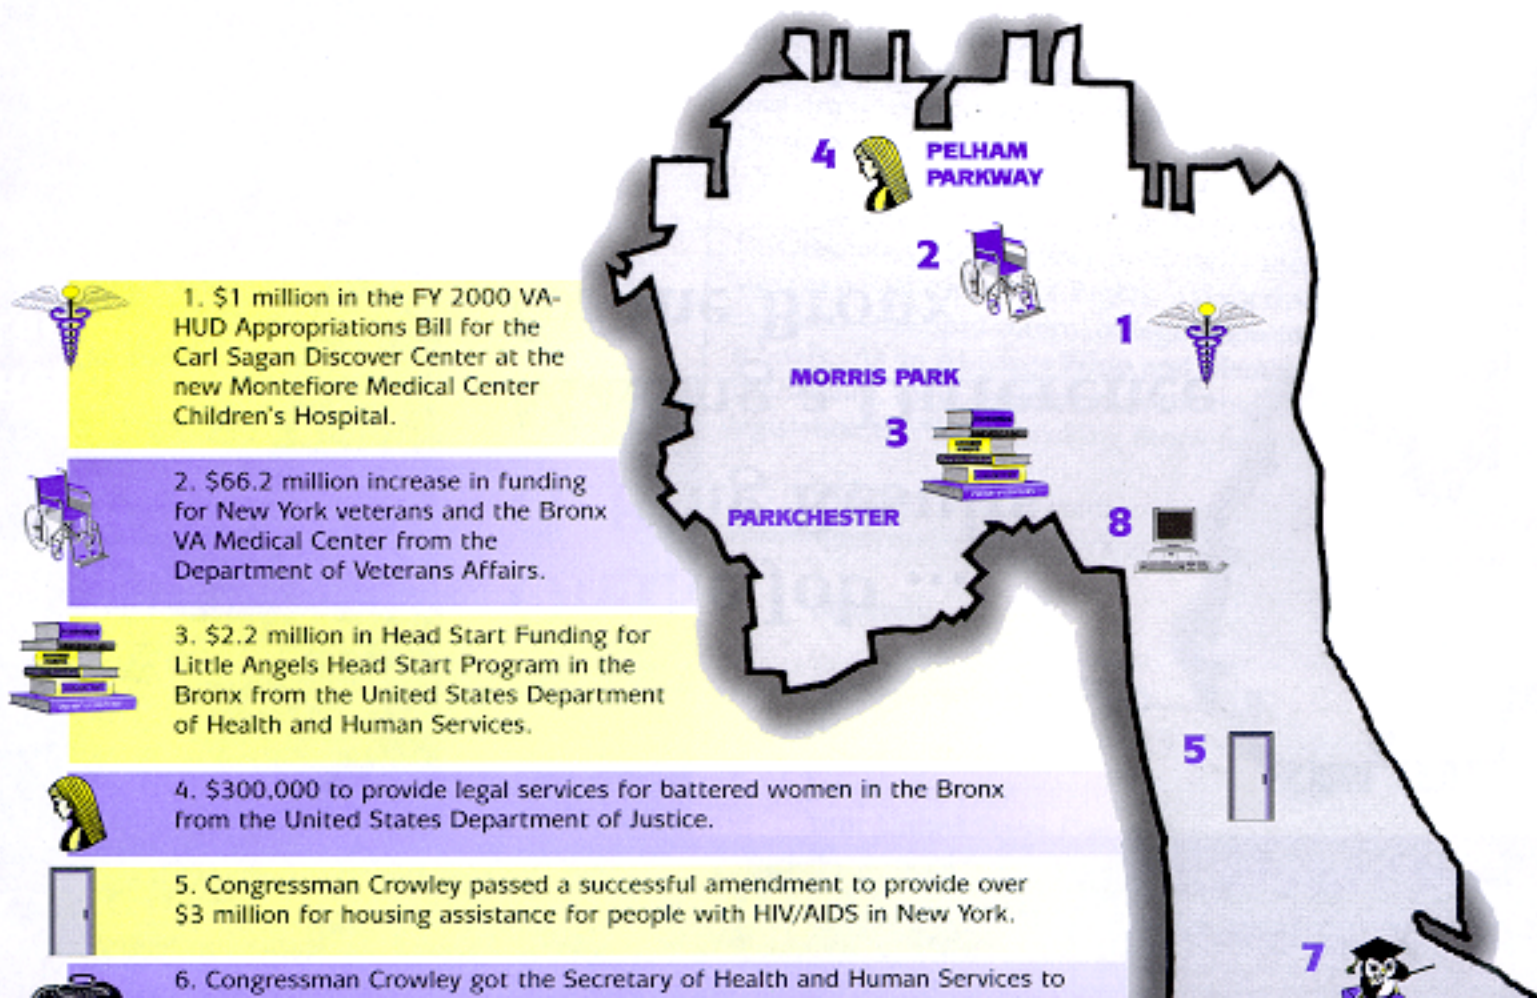 4
PELHAM
PARKWAY
2
1. $1 million in the FY 2000 VA-
HUD Appropriations Bill for the
Carl Sagan Discover Center at the
new Montefiore Medical Center
Children's Hospital.
1
MORRIS PARK
3
2. $66.2 million increase in funding
for New York veterans and the Bronx
VA Medical Center from the
Department of Veterans Affairs.
PARKCHESTER
8
3. $2.2 million in Head Start Funding for
Little Angels Head Start Program in the
Bronx from the United States Department
of Health and Human Services.
5
4. $300,000 to provide legal services for battered women in the Bronx
from the United States Department of Justice.
5. Congressman Crowley passed a successful amendment to provide over
$3 million for housing assistance for people with HIV/AIDS in New York.
7
6. Congressman Crowley got the Secretary of Health and Human Services to